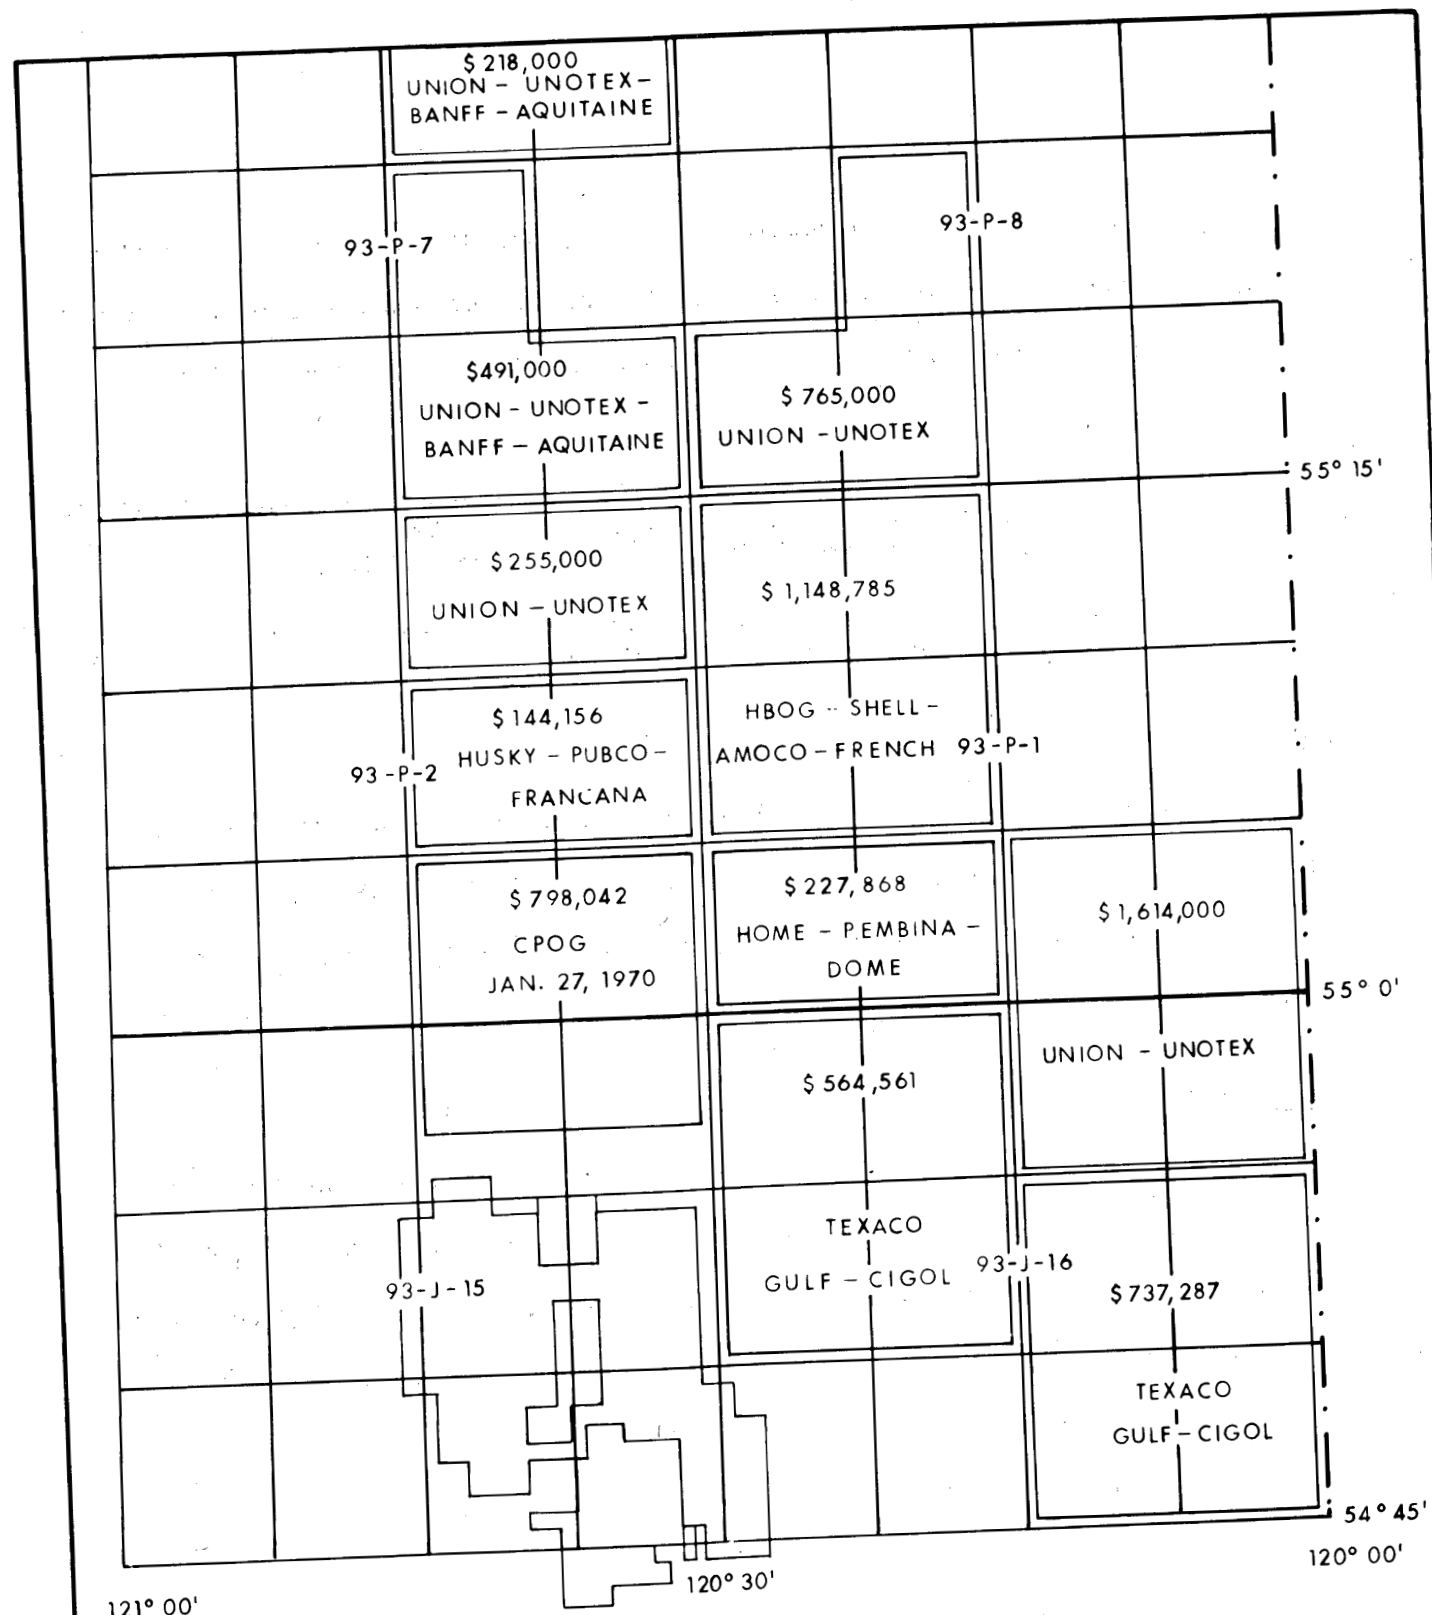 $ 218,000
UNION - UNOTEX -
BANFF - AQUITAINE
93-P-7
93-P-8
$491,000
UNION - UNOTEX -
BANFF - AQUITAINE
$ 765,000
UNION - UNOTEX
55° 15'
$ 255,000
UNION - UNOTEX
$ 1,148,785
HBOG - SHELL -
AMOCO - FRENCH
93-P-1
$ 144,156
HUSKY - PUBCO -
FRANCANA
93-P-2
$ 798,042
CPOG
JAN. 27, 1970
$ 227,868
HOME - PEMBINA -
DOME
$ 1,614,000
UNION - UNOTEX
55° 0'
$ 564,561
TEXACO
GULF - CIGOL
93-J-16
93-J-15
$ 737,287
TEXACO
GULF - CIGOL
54° 45'
120° 00'
120° 30'
121° 00'